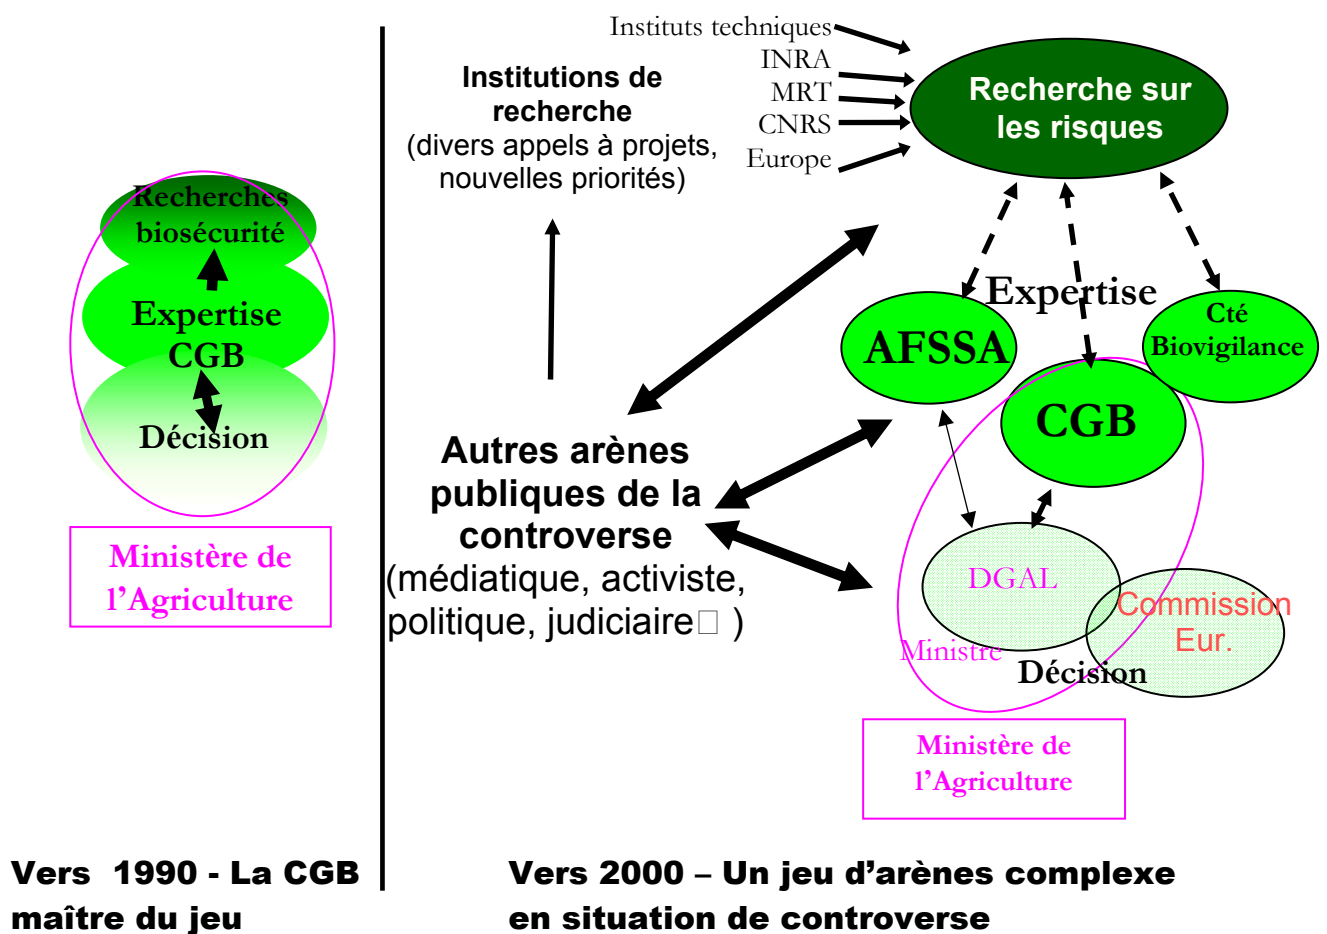 Recherches
biosécurité
Expertise
CGB
Décision
Ministère de
l’Agriculture
Vers 1990 - La CGB
maître du jeu
Instituts techniques
INRA
MRT
CNRS
Europe
Institutions de
recherche
(divers appels à projets,
nouvelles priorités)
Recherche sur
les risques
Expertise
AFSSA
Cté
Biovigilance
CGB
Autres arènes
publiques de la
controverse
(médiatique, activiste,
politique, judiciaire□ )
DGAL
Commission
Eur.
Ministre
Décision
Ministère de
l’Agriculture
Vers 2000 – Un jeu d’arènes complexe
en situation de controverse